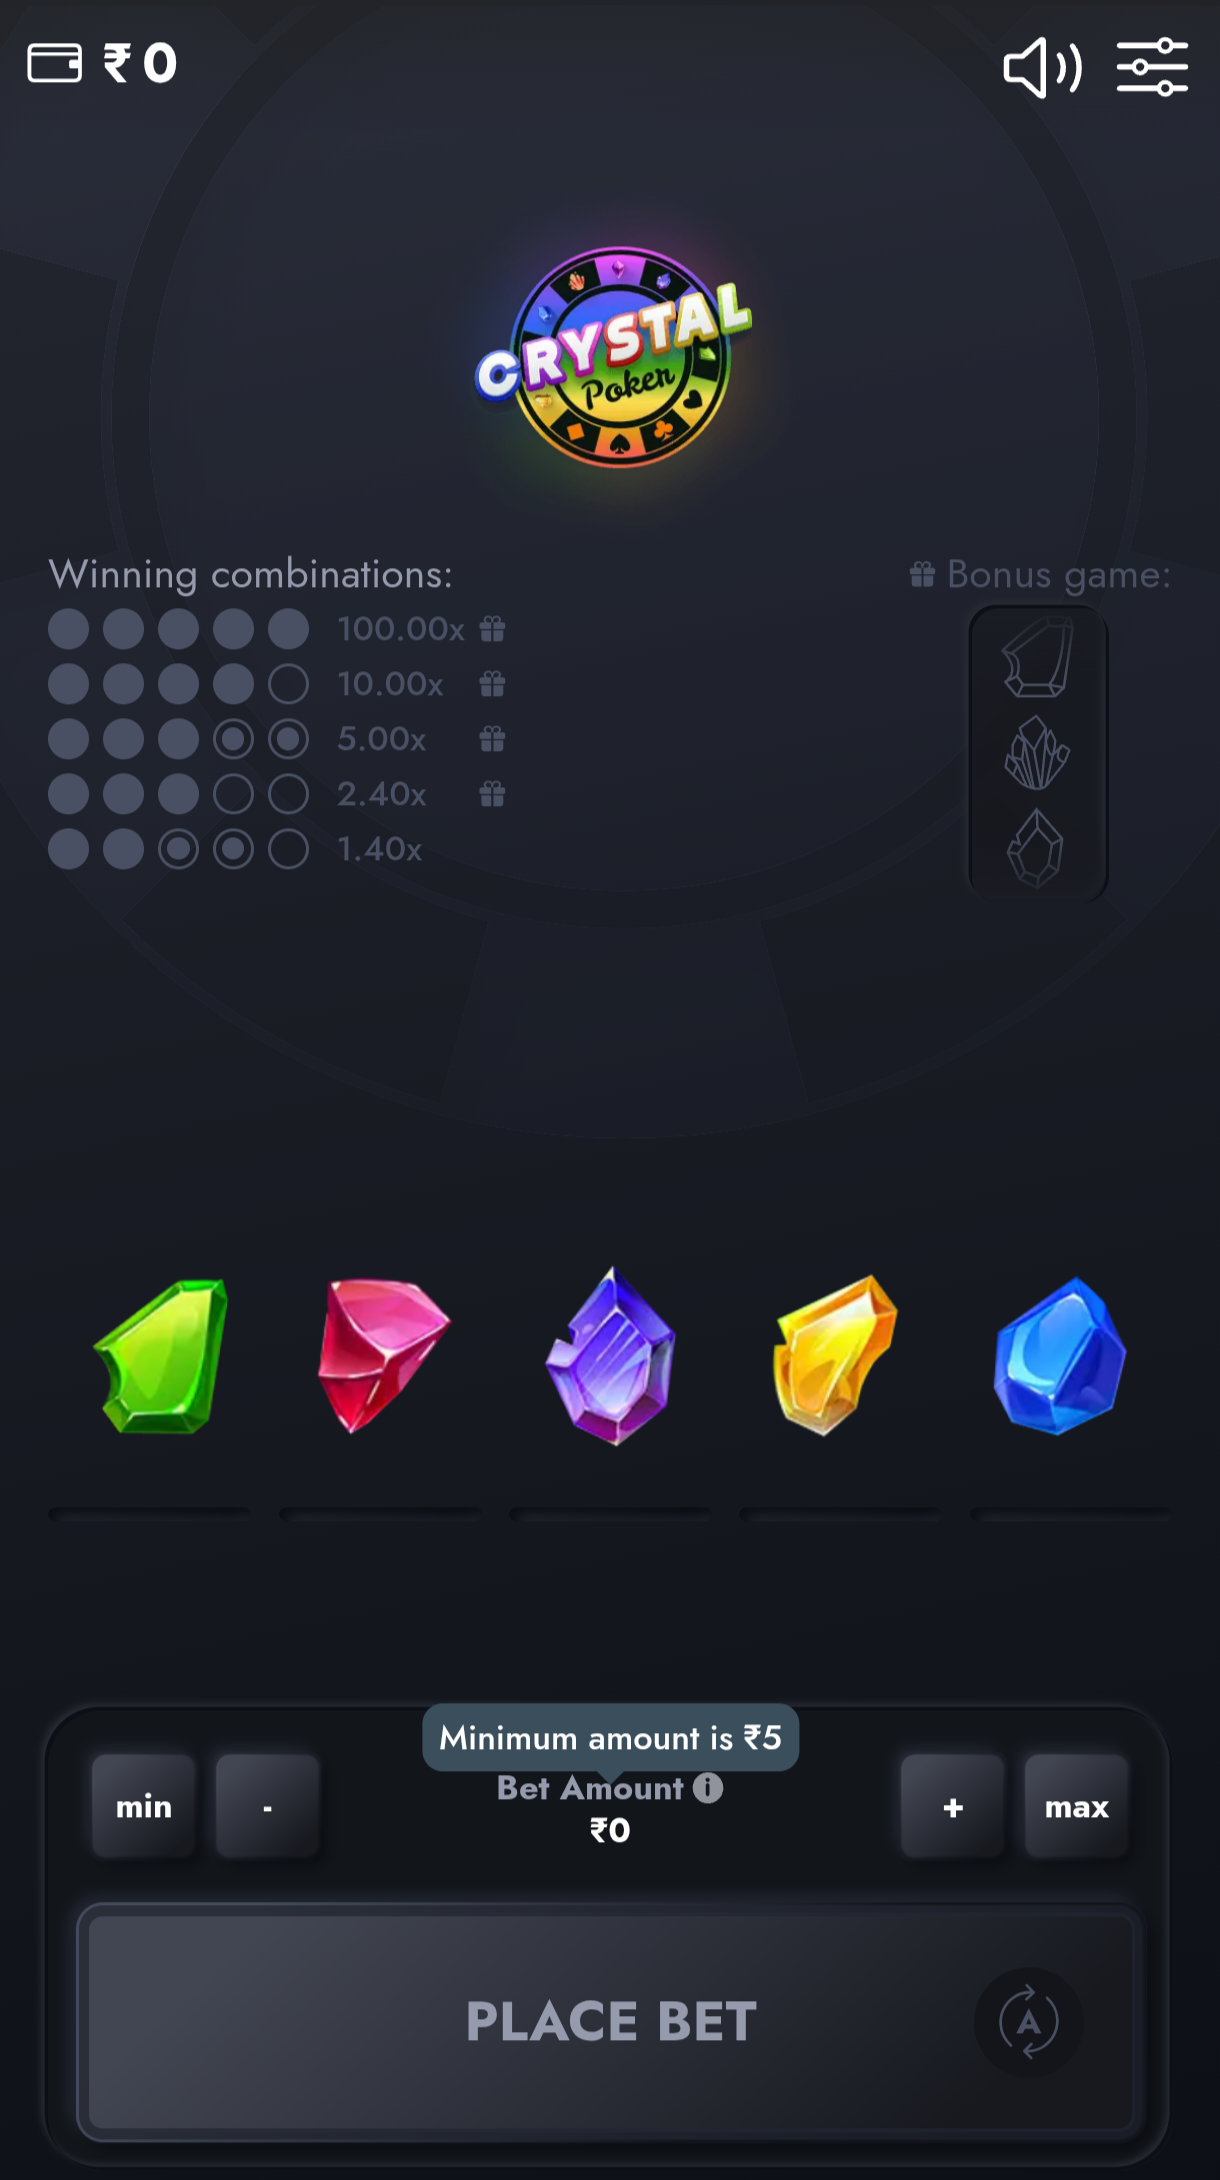 ₹ 0
CRYSTAL
Poker
Winning combinations:
100.00x
10.00x
5.00x
2.40x
1.40x
Bonus game:
Minimum amount is ₹5
min
-
Bet Amount i
₹0
+
max
PLACE BET
A